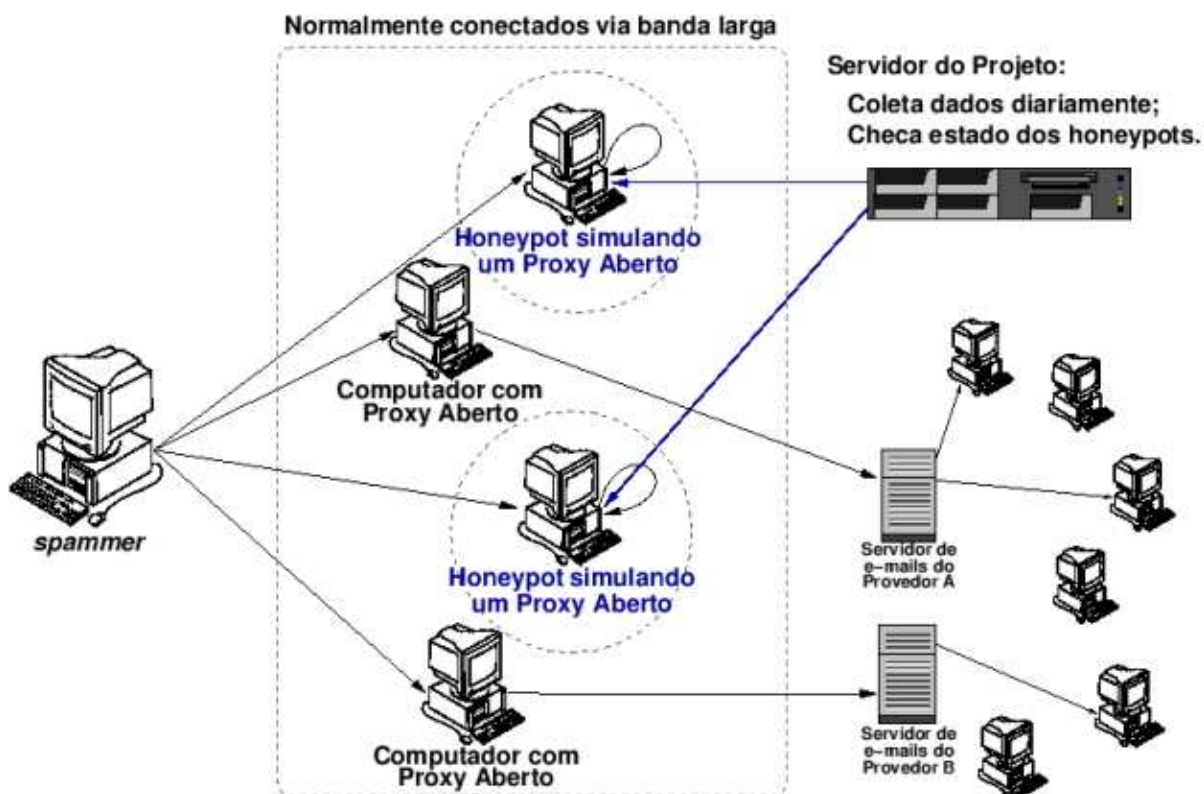 Normalmente conectados via banda larga
Servidor do Projeto:
Coleta dados diariamente;
Checa estado dos honeypots.
Honeypot simulando
um Proxy Aberto
Computador com
Proxy Aberto
spammer
Honeypot simulando
um Proxy Aberto
Servidor de
e-mails do
Provedor A
Computador com
Proxy Aberto
Servidor de
e-mails do
Provedor B